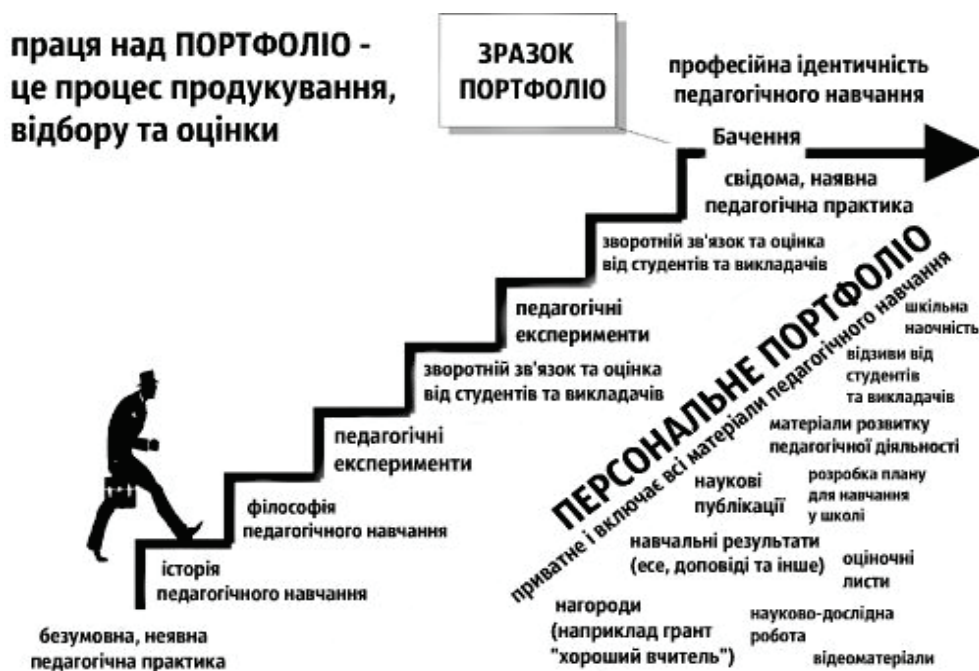 праця над ПОРТФОЛІО -
це процес продукування,
відбору та оцінки
ЗРАЗОК
ПОРТФОЛІО
професійна ідентичність
педагогічного навчання
Бачення
свідома, наявна
педагогічна практика
зворотній зв'язок та оцінка
від студентів та викладачів
педагогічні
експерименти
зворотній зв'язок та оцінка
від студентів та викладачів
педагогічні
експерименти
філософія
педагогічного навчання
історія
педагогічного навчання
безумовна, неявна
педагогічна практика
ПЕРСОНАЛЬНЕ ПОРТФОЛІО
приватне і включає всі матеріали педагогічного навчання
шкільна
наочність
відзиви від
студентів
та викладачів
матеріали розвитку
педагогічної діяльності
наукові
публікації
розробка плану
для навчання
у школі
навчальні результати
(есе, доповіді та інше)
оціночні
листи
нагороди
(наприклад грант
"хороший вчитель")
науково-дослідна
робота
відеоматеріали